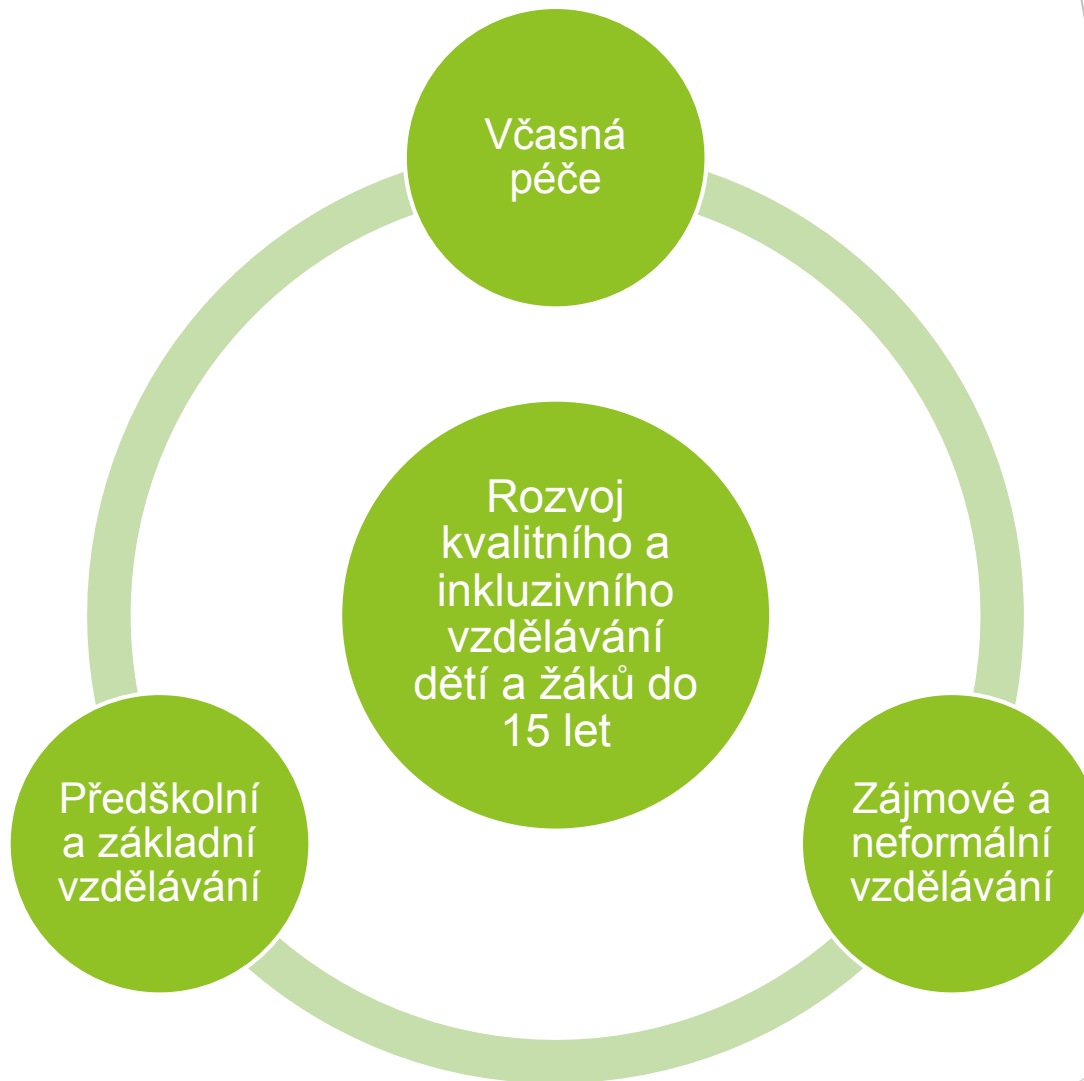 Včasná
péče
Rozvoj
kvalitního a
inkluzivního
vzdělávání
dětí a žáků do
15 let
Předškolní
a základní
vzdělávání
Zájmové a
neformální
vzdělávání